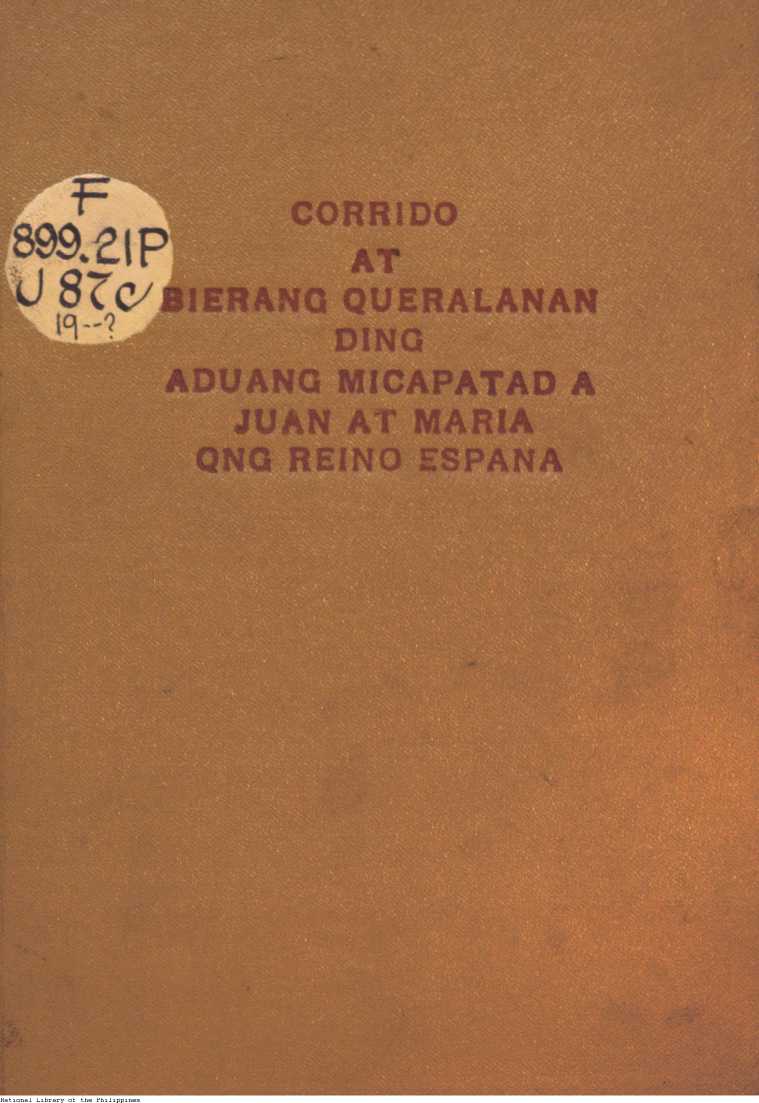 F
899.21P
U 87c
19--?
CORRIDO
AT
BIERANG QUERALANAN
DING
ADUANG MICAPATAD A
JUAN AT MARIA
QNG REINO ESPANA
National Library of the Philippines